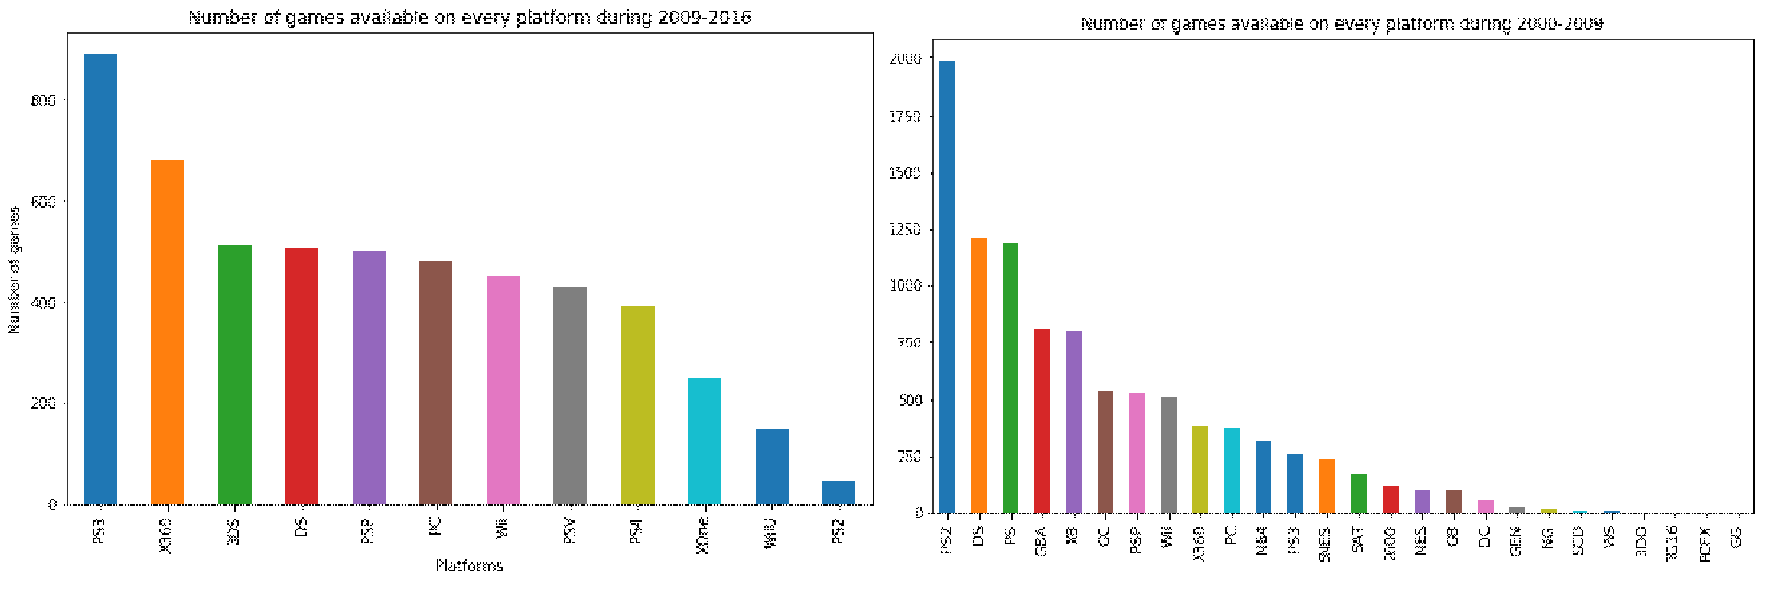 Number of games available on every platform during 2009-2016
Number of games
800
600
400
200
0
PS3
X360
3DS
DS
PSP
PC
Wii
PSV
PS4
XOne
WiiU
PS2
Platforms
Number of games available on every platform during 2000-2009
2000
1750
1500
1250
1000
750
500
250
0
PS2
DS
PS
GBA
XB
GC
PSP
Wii
X360
PC
N64
PS3
SNES
SAT
2600
NES
GB
DC
GEN
NG
SCD
WS
3DO
TG16
PCFX
GG